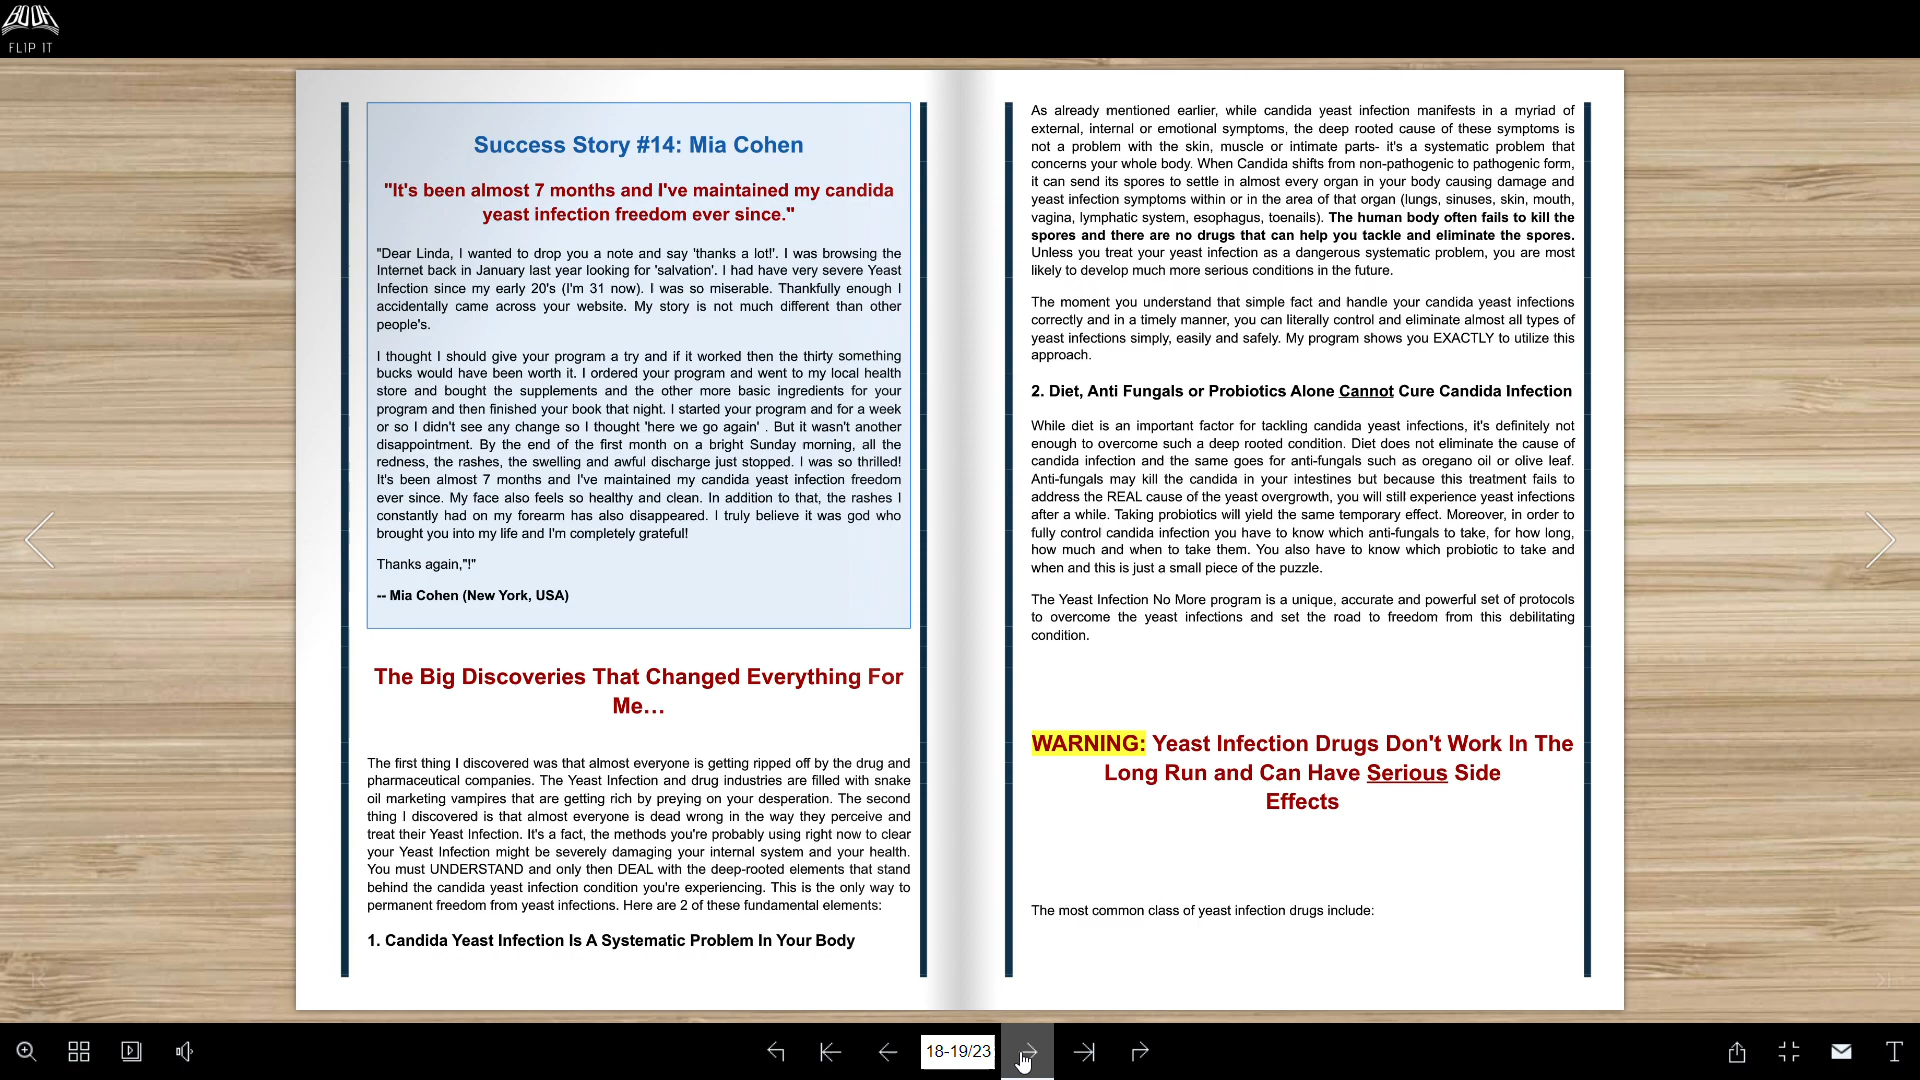 BOOK
FLIP IT
Success Story #14: Mia Cohen
"It's been almost 7 months and I've maintained my candida
yeast infection freedom ever since."
"Dear Linda, I wanted to drop you a note and say 'thanks a lot!'. I was browsing the
Internet back in January last year looking for 'salvation'. I had have very severe Yeast
Infection since my early 20's (I'm 31 now). I was so miserable. Thankfully enough I
accidentally came across your website. My story is not much different than other
people's.
I thought I should give your program a try and if it worked then the thirty something
bucks would have been worth it. I ordered your program and went to my local health
store and bought the supplements and the other more basic ingredients for your
program and then finished your book that night. I started your program and for a week
or so I didn't see any change so I thought 'here we go again' . But it wasn't another
disappointment. By the end of the first month on a bright Sunday morning, all the
redness, the rashes, the swelling and awful discharge just stopped. I was so thrilled!
It's been almost 7 months and I've maintained my candida yeast infection freedom
ever since. My face also feels so healthy and clean. In addition to that, the rashes I
constantly had on my forearm has also disappeared. I truly believe it was god who
brought you into my life and I'm completely grateful!
Thanks again,"!"
-- Mia Cohen (New York, USA)
The Big Discoveries That Changed Everything For
Me…
The first thing I discovered was that almost everyone is getting ripped off by the drug and
pharmaceutical companies. The Yeast Infection and drug industries are filled with snake
oil marketing vampires that are getting rich by preying on your desperation. The second
thing I discovered is that almost everyone is dead wrong in the way they perceive and
treat their Yeast Infection. It's a fact, the methods you're probably using right now to clear
your Yeast Infection might be severely damaging your internal system and your health.
You must UNDERSTAND and only then DEAL with the deep-rooted elements that stand
behind the candida yeast infection condition you're experiencing. This is the only way to
permanent freedom from yeast infections. Here are 2 of these fundamental elements:
1. Candida Yeast Infection Is A Systematic Problem In Your Body
As already mentioned earlier, while candida yeast infection manifests in a myriad of
external, internal or emotional symptoms, the deep rooted cause of these symptoms is
not a problem with the skin, muscle or intimate parts- it's a systematic problem that
concerns your whole body. When Candida shifts from non-pathogenic to pathogenic form,
it can send its spores to settle in almost every organ in your body causing damage and
yeast infection symptoms within or in the area of that organ (lungs, sinuses, skin, mouth,
vagina, lymphatic system, esophagus, toenails). The human body often fails to kill the
spores and there are no drugs that can help you tackle and eliminate the spores.
Unless you treat your yeast infection as a dangerous systematic problem, you are most
likely to develop much more serious conditions in the future.
The moment you understand that simple fact and handle your candida yeast infections
correctly and in a timely manner, you can literally control and eliminate almost all types of
yeast infections simply, easily and safely. My program shows you EXACTLY to utilize this
approach.
2. Diet, Anti Fungals or Probiotics Alone Cannot Cure Candida Infection
While diet is an important factor for tackling candida yeast infections, it's definitely not
enough to overcome such a deep rooted condition. Diet does not eliminate the cause of
candida infection and the same goes for anti-fungals such as oregano oil or olive leaf.
Anti-fungals may kill the candida in your intestines but because this treatment fails to
address the REAL cause of the yeast overgrowth, you will still experience yeast infections
after a while. Taking probiotics will yield the same temporary effect. Moreover, in order to
fully control candida infection you have to know which anti-fungals to take, for how long,
how much and when to take them. You also have to know which probiotic to take and
when and this is just a small piece of the puzzle.
The Yeast Infection No More program is a unique, accurate and powerful set of protocols
to overcome the yeast infections and set the road to freedom from this debilitating
condition.
WARNING: Yeast Infection Drugs Don't Work In The
Long Run and Can Have Serious Side
Effects
The most common class of yeast infection drugs include:
18-19/23